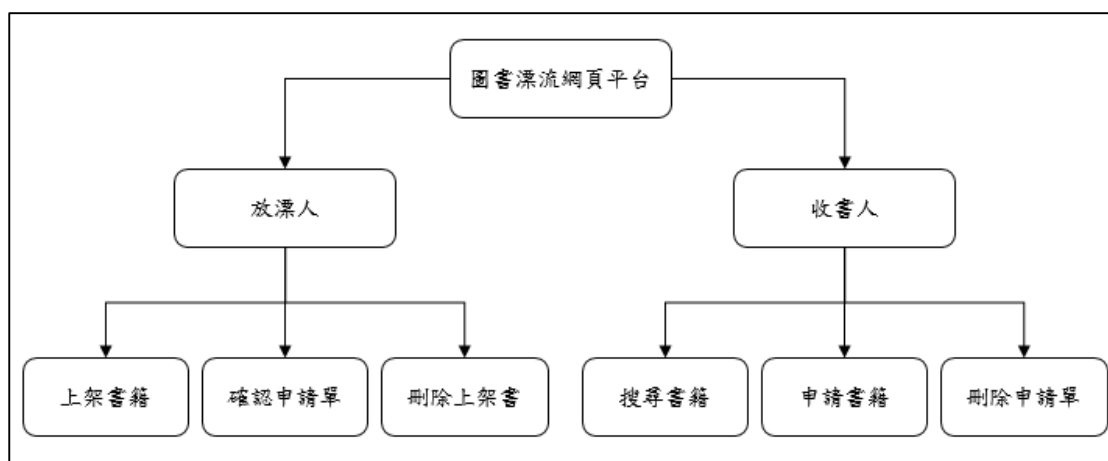 圖書漂流網頁平台
放漂人
收書人
上架書籍
確認申請單
刪除上架書
搜尋書籍
申請書籍
刪除申請單